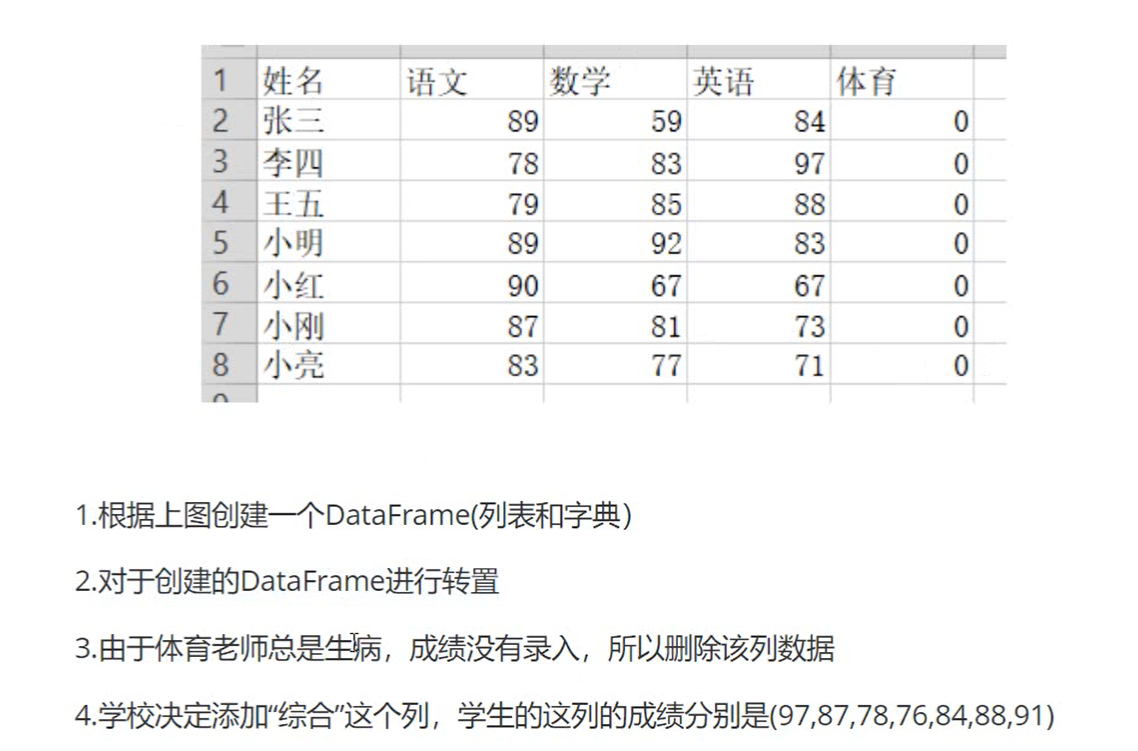 1 姓名 语文 数学 英语 体育
2 张三 89 59 84 0
3 李四 78 83 97 0
4 王五 79 85 88 0
5 小明 89 92 83 0
6 小红 90 67 67 0
7 小刚 87 81 73 0
8 小亮 83 77 71 0
1.根据上图创建一个DataFrame(列表和字典)
2.对于创建的DataFrame进行转置
3.由于体育老师总是生病，成绩没有录入，所以删除该列数据
4.学校决定添加“综合”这个列，学生的这列的成绩分别是(97,87,78,76,84,88,91)